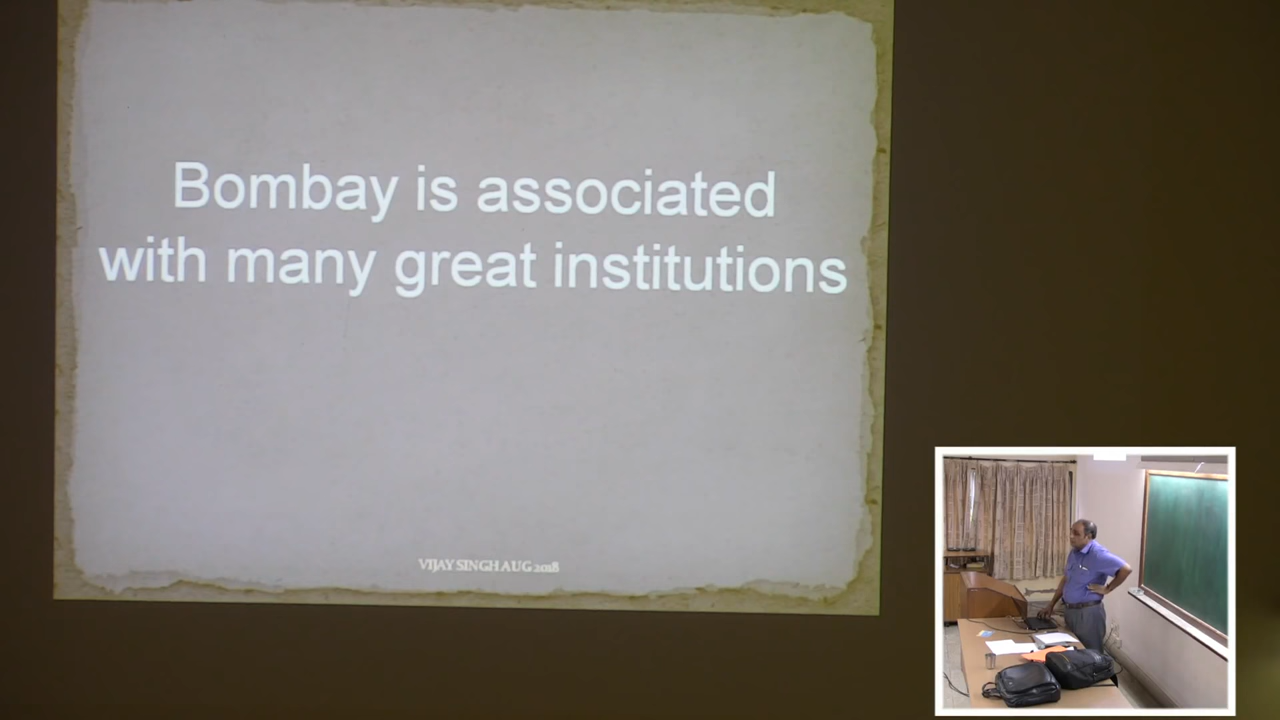 Bombay is associated
with many great institutions
VIJAY SINGH AUG 2018